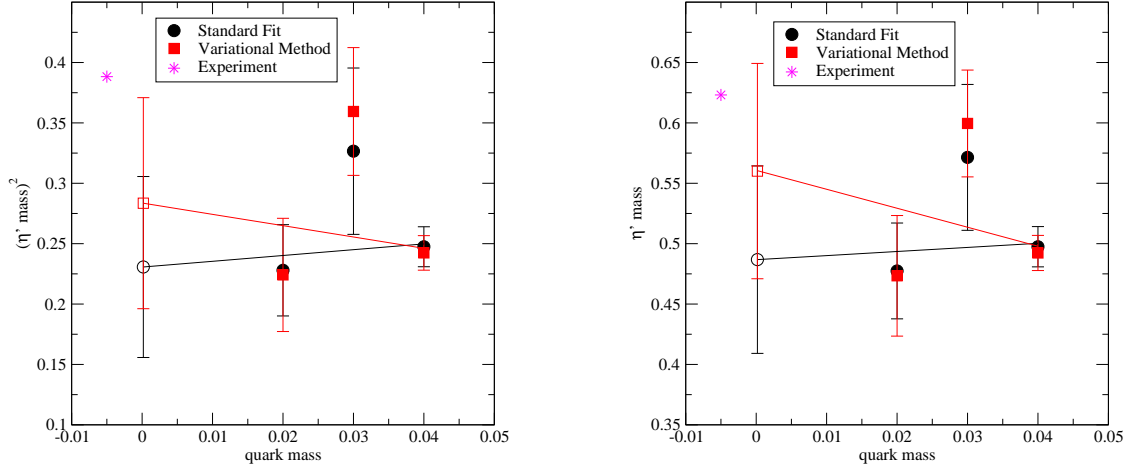 Standard Fit
Variational Method
Experiment
0.4
0.35
0.3
0.25
0.2
0.15
0.1
(η’ mass)²
-0.01 0 0.01 0.02 0.03 0.04 0.05
quark mass
Standard Fit
Variational Method
Experiment
0.65
0.6
0.55
0.5
0.45
0.4
0.35
η’ mass
-0.01 0 0.01 0.02 0.03 0.04 0.05
quark mass